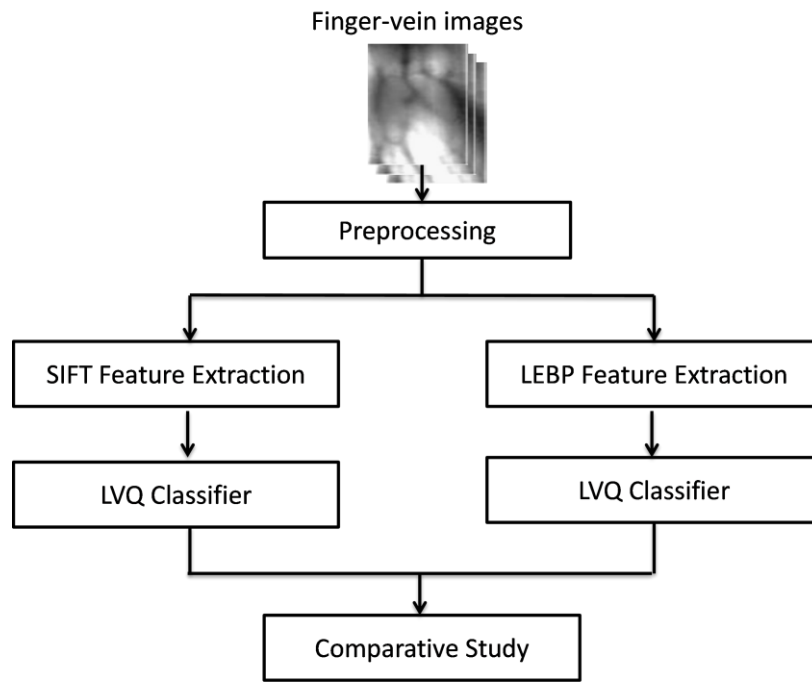 Finger-vein images
Preprocessing
SIFT Feature Extraction
LEBP Feature Extraction
LVQ Classifier
LVQ Classifier
Comparative Study